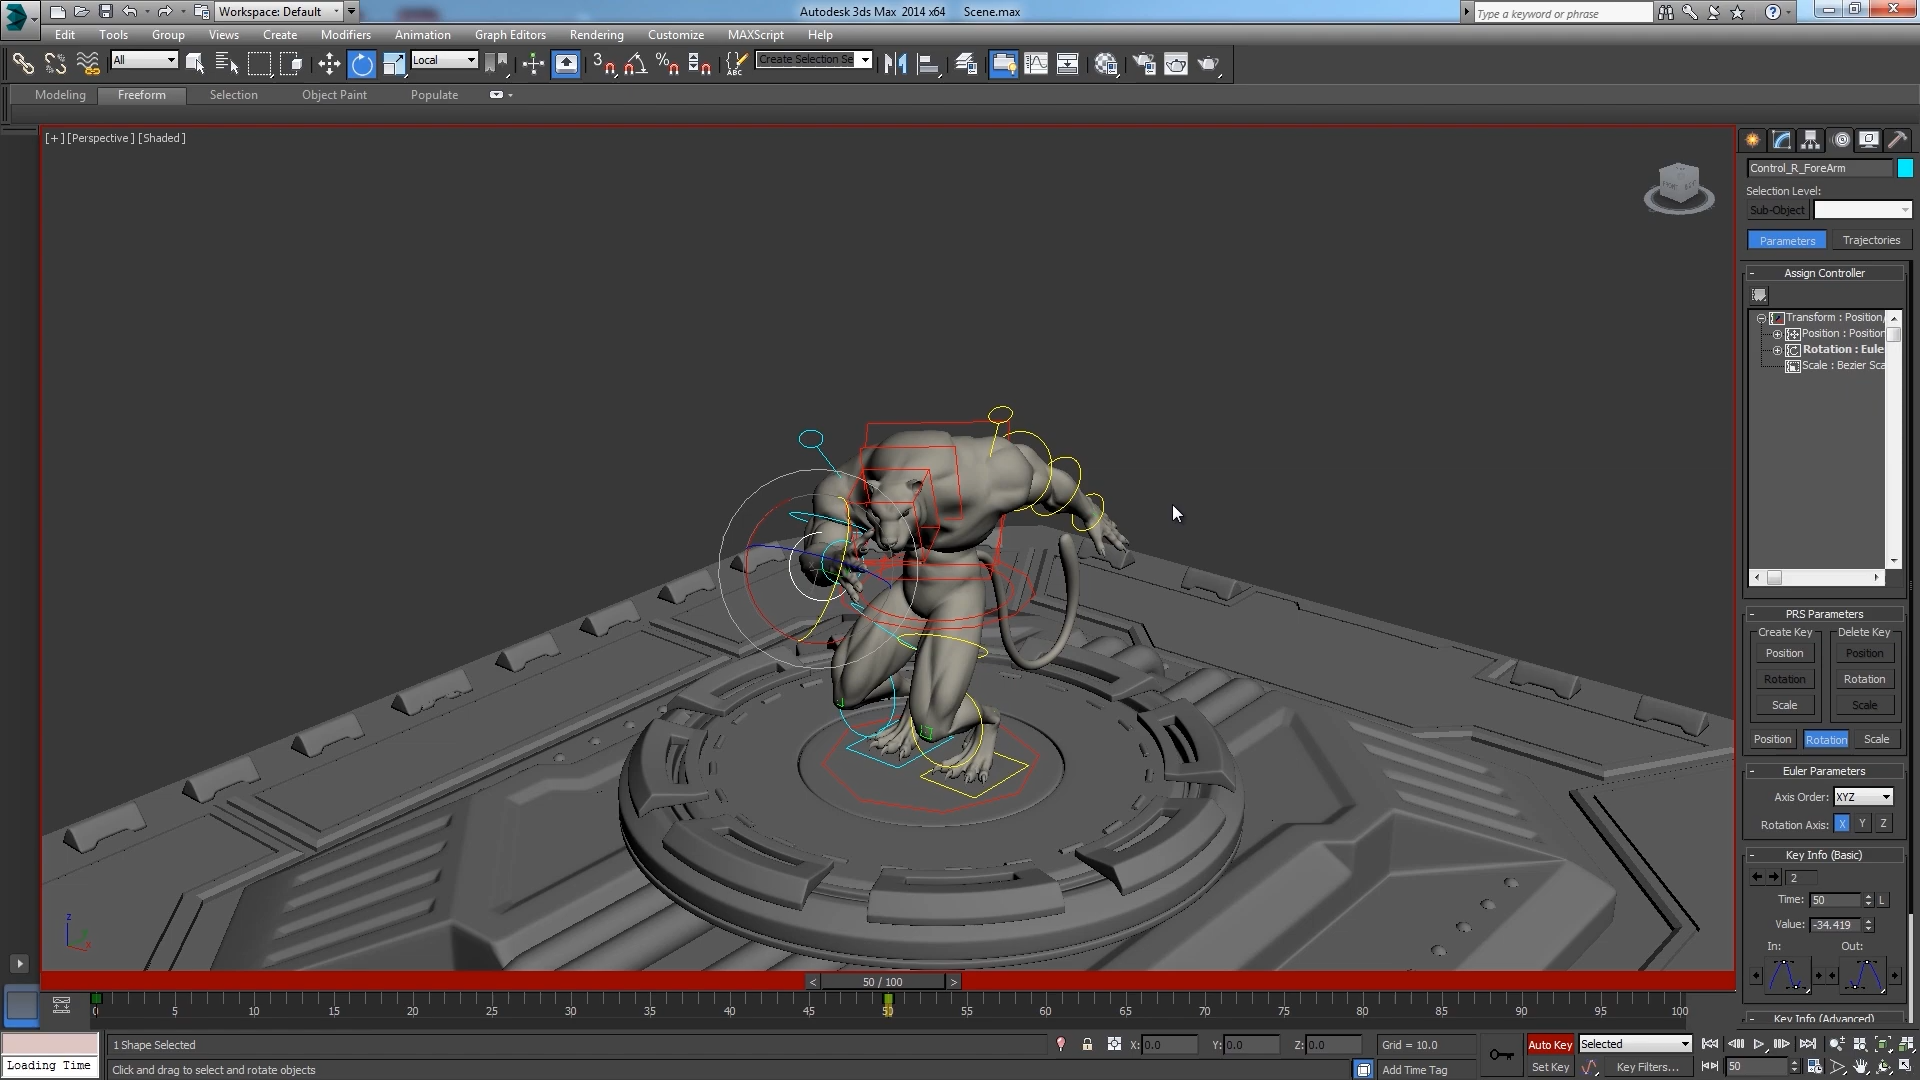 Workspace: Default
Autodesk 3ds Max 2014 x64 Scene.max
Type a keyword or phrase
Edit Tools Group Views Create Modifiers Animation Graph Editors Rendering Customize MAXScript Help
All
Local
3
%
ABC
Create Selection Se
Modeling Freeform Selection Object Paint Populate
[+] [Perspective] [Shaded]
Control_R_ForeArm
Selection Level:
Sub-Object
Parameters Trajectories
- Assign Controller
Transform : Position
Position : Position
Rotation : Eule
Scale : Bezier Sca
- PRS Parameters
Create Key Delete Key
Position Position
Rotation Rotation
Scale Scale
Position Rotation Scale
- Euler Parameters
Axis Order: XYZ
Rotation Axis: X Y Z
- Key Info (Basic)
2
Time: 50 L
Value: -34.419
In: Out:
- Key Info (Advanced)
z
x
< 50 / 100 >
0 5 10 15 20 25 30 35 40 45 50 55 60 65 70 75 80 85 90 95 100
1 Shape Selected
X: 0.0 Y: 0.0 Z: 0.0 Grid = 10.0
Auto Key Selected
Loading Time
Click and drag to select and rotate objects
Add Time Tag
Set Key Key Filters...
50